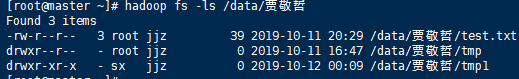 [root@master ~]# hadoop fs -ls /data/贾敬哲
Found 3 items
-rw-r--r-- 3 root jjz 39 2019-10-11 20:29 /data/贾敬哲/test.txt
drwxr--r-- - root jjz 0 2019-10-11 16:47 /data/贾敬哲/tmp
drwxr-xr-x - sx jjz 0 2019-10-12 00:09 /data/贾敬哲/tmp1